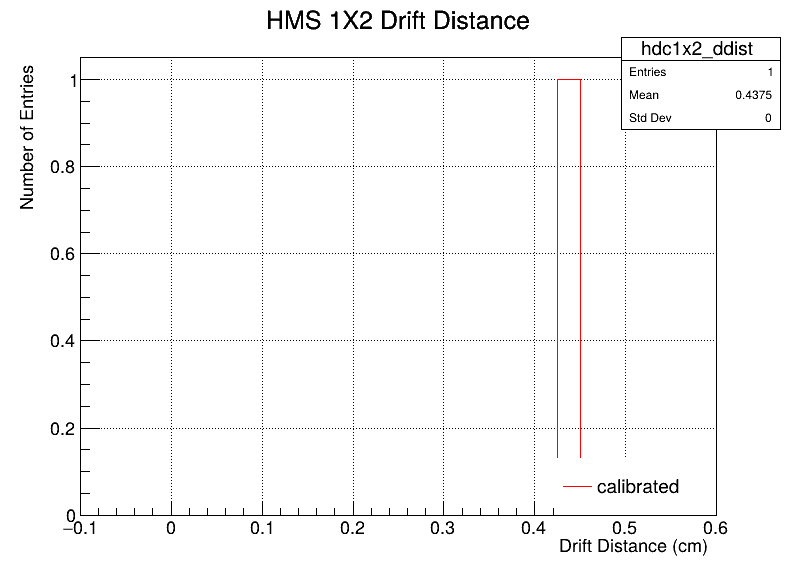 HMS 1X2 Drift Distance
hdc1x2_ddist
Entries 1
Mean 0.4375
Std Dev 0
Number of Entries
1
0.8
0.6
0.4
0.2
0
−0.1 0 0.1 0.2 0.3 0.4 0.5 0.6
calibrated
Drift Distance (cm)